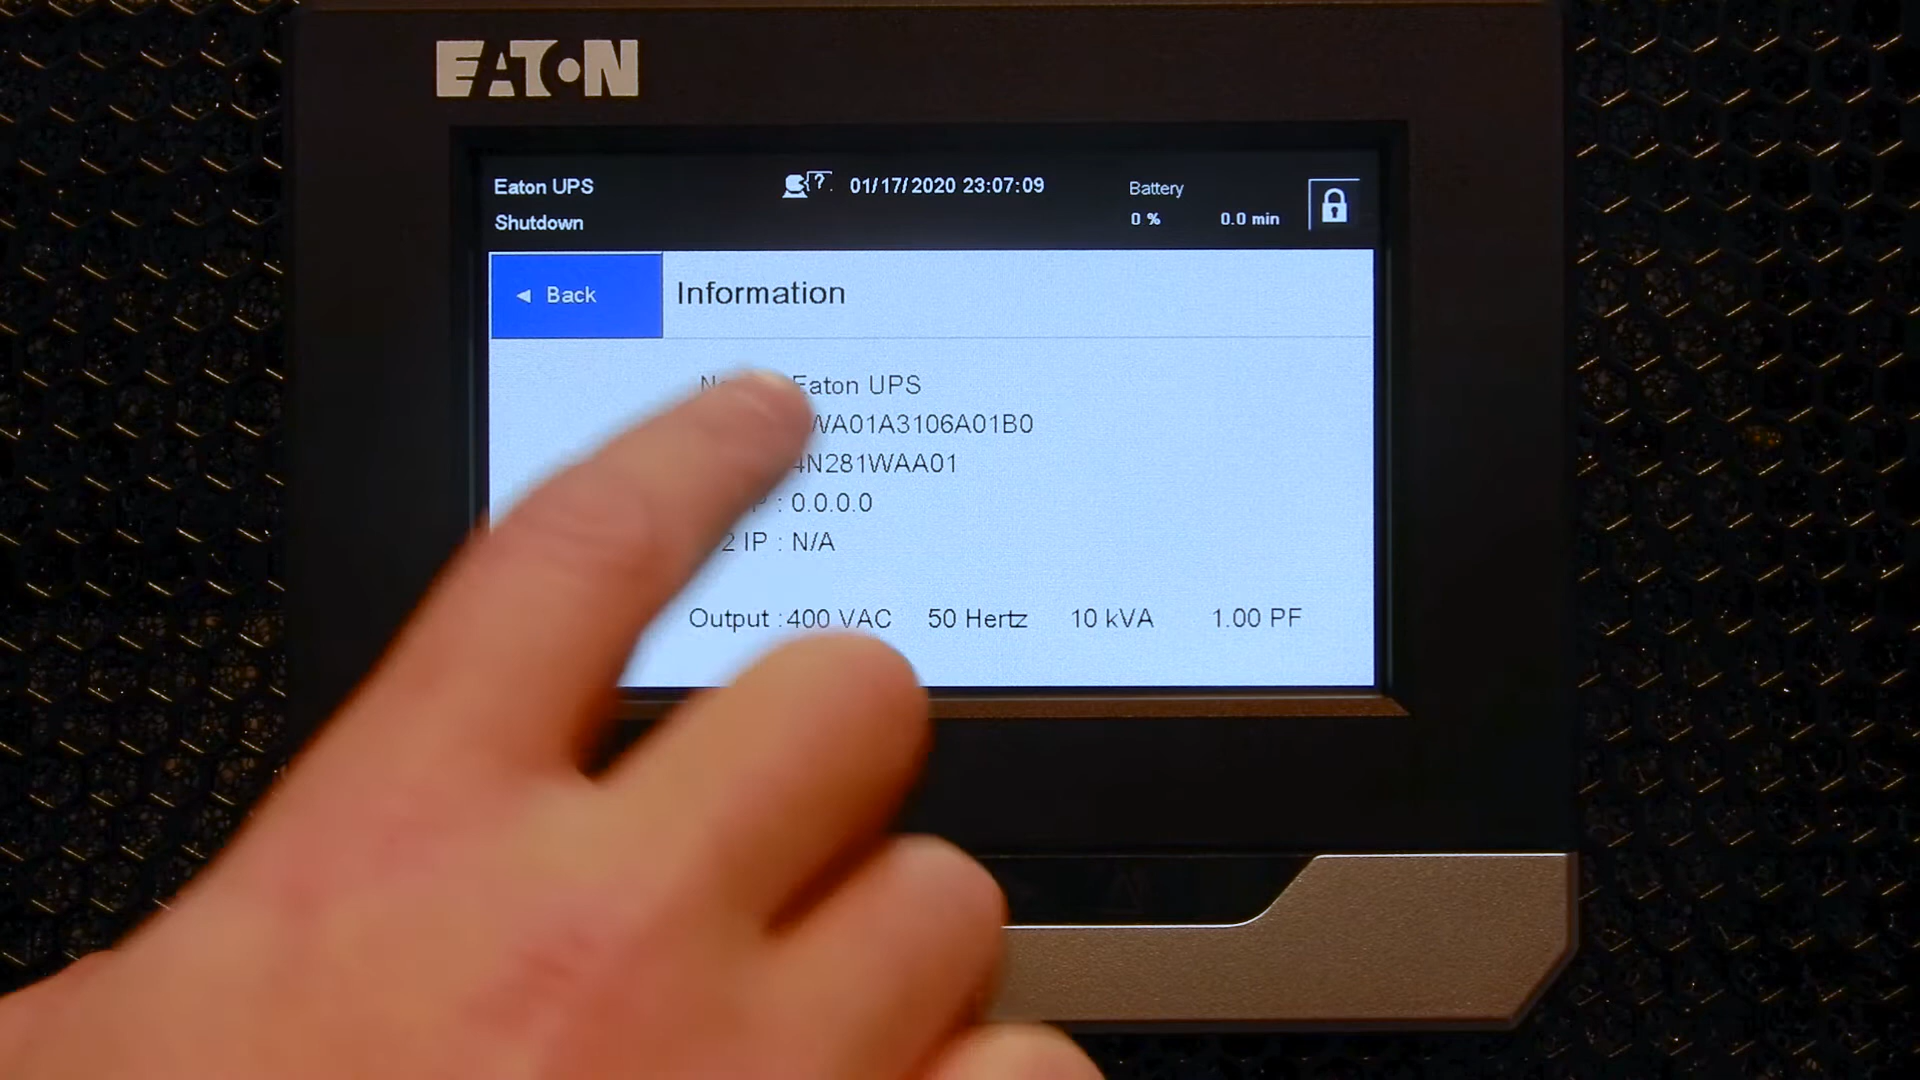 EATON
Eaton UPS
Shutdown
? 01/17/2020 23:07:09
Battery
0 % 0.0 min
◄ Back
Information
Eaton UPS
WA01A3106A01B0
4N281WAA01
P : 0.0.0.0
2 IP : N/A
Output : 400 VAC 50 Hertz 10 kVA 1.00 PF